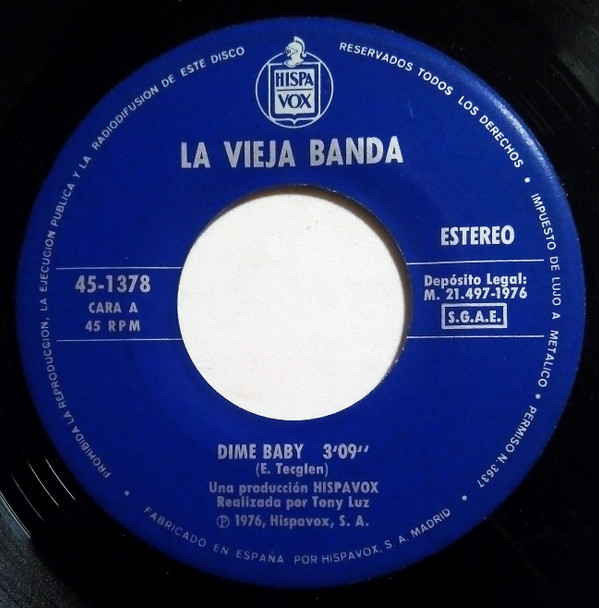 PROHIBIDA LA REPRODUCCION, LA EJECUCION PUBLICA Y LA RADIODIFUSION DE ESTE DISCO
RESERVADOS TODOS LOS DERECHOS • IMPUESTO DE LUJO A METALICO • PERMISO N. 3637
HISPA
VOX
LA VIEJA BANDA
ESTEREO
45-1378
CARA A
45 RPM
Depósito Legal:
M. 21.497-1976
S.G.A.E.
DIME BABY 3'09''
(E. Tecglen)
Una producción HISPAVOX
Realizada por Tony Luz
Ⓟ 1976, Hispavox, S. A.
• FABRICADO EN ESPAÑA POR HISPAVOX, S. A. MADRID •